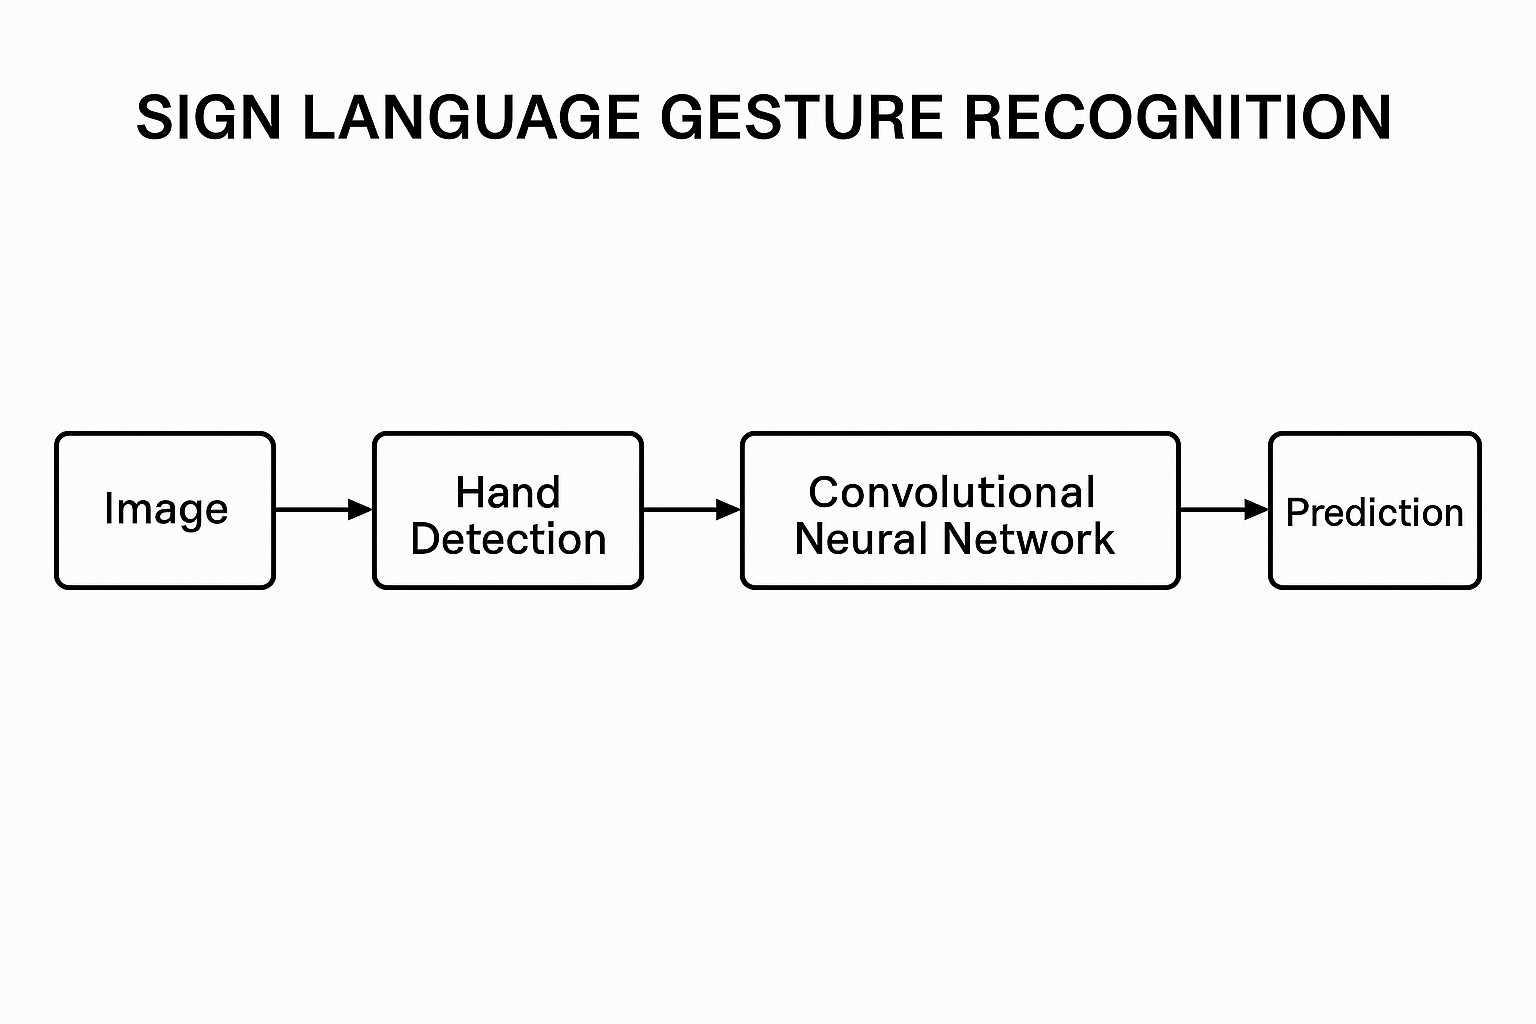 SIGN LANGUAGE GESTURE RECOGNITION
Image
Hand
Detection
Convolutional
Neural Network
Prediction